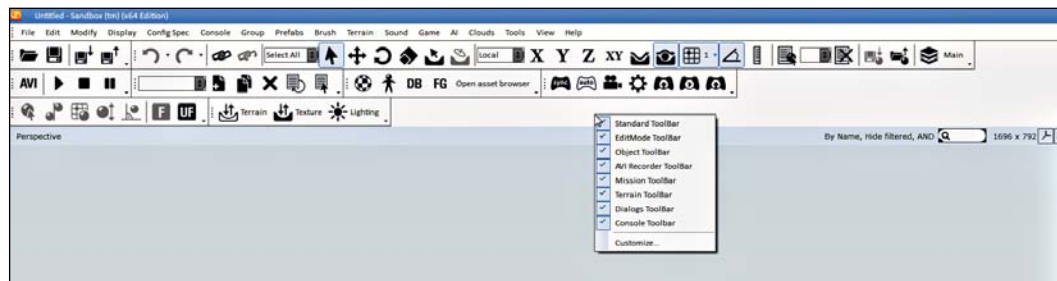 Untitled - Sandbox (tm) (x64 Edition)
File Edit Modify Display Config Spec Console Group Prefabs Brush Terrain Sound Game AI Clouds Tools View Help
Select All Local X Y Z XY 1 Main
AVI DB FG Open asset browser
F UF Terrain Texture Lighting
Perspective By Name, Hide filtered, AND 1696 x 792
Standard ToolBar
EditMode ToolBar
Object ToolBar
AVI Recorder ToolBar
Mission ToolBar
Terrain ToolBar
Dialogs ToolBar
Console Toolbar
Customize...